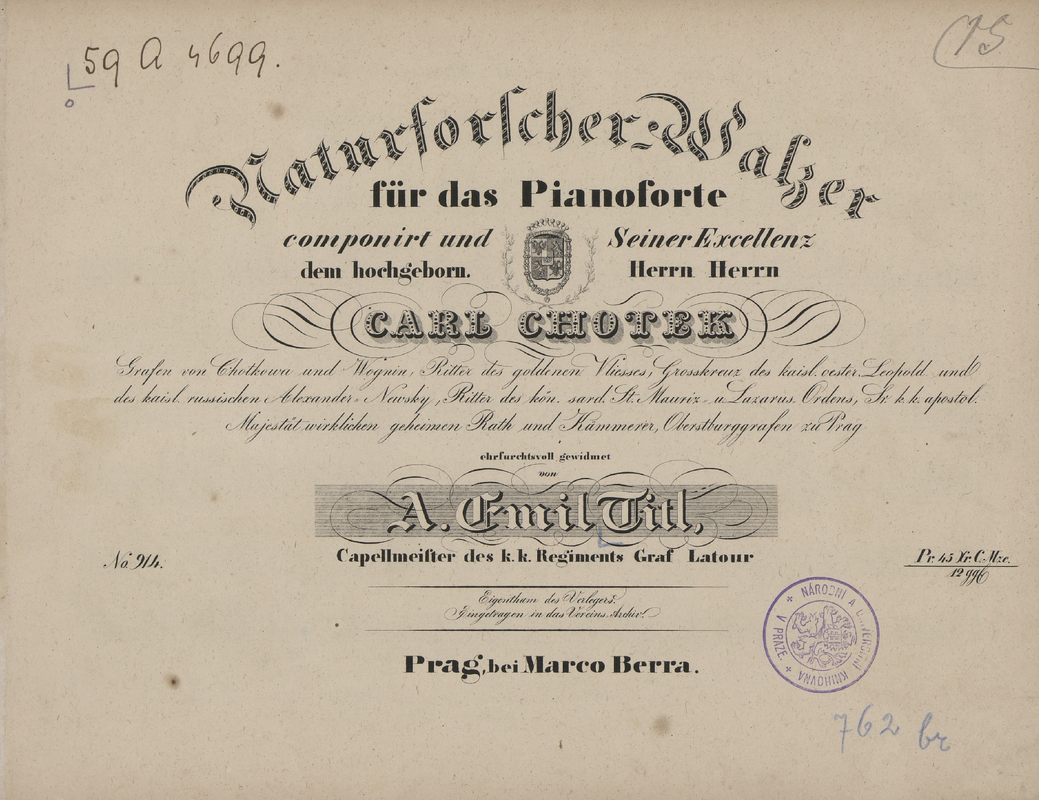 59 A 4699.
15
Naturforscher-Walzer
für das Pianoforte
componirt und Seiner Excellenz
dem hochgeborn. Herrn Herrn
CARL CHOTEK
Grafen von Chotkowa und Wognin, Ritter des goldenen Vliesses, Grosskreuz des kaisl. oester. Leopold und
des kaisl. russischen Alexander-Newsky, Ritter des kön. sard. St. Mauriz- u. Lazarus. Ordens, Sr. k.k. apostol.
Majestät wirklichen geheimen Rath und Kämmerer, Oberstburggrafen zu Prag
ehrfurchtsvoll gewidmet
von
A. Emil Titl,
Capellmeister des k. k. Regiments Graf Latour
No 914.
Pr. 45 Xr. C. Mze.
12 gg
Eigenthum des Verlegers.
Eingetragen in das Vereins Archiv.
Prag, bei Marco Berra.
NÁRODNÍ A UNIVERSITNÍ KNIHOVNA V PRAZE
762 br